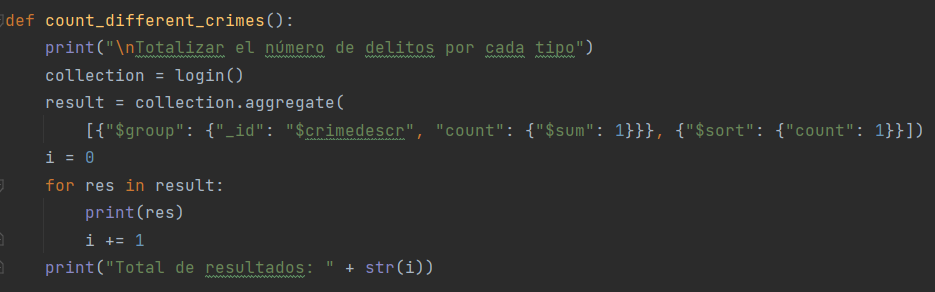 def count_different_crimes():
    print("\nTotalizar el número de delitos por cada tipo")
    collection = login()
    result = collection.aggregate(
        [{"$group": {"_id": "$crimedescr", "count": {"$sum": 1}}}, {"$sort": {"count": 1}}])
    i = 0
    for res in result:
        print(res)
        i += 1
    print("Total de resultados: " + str(i))